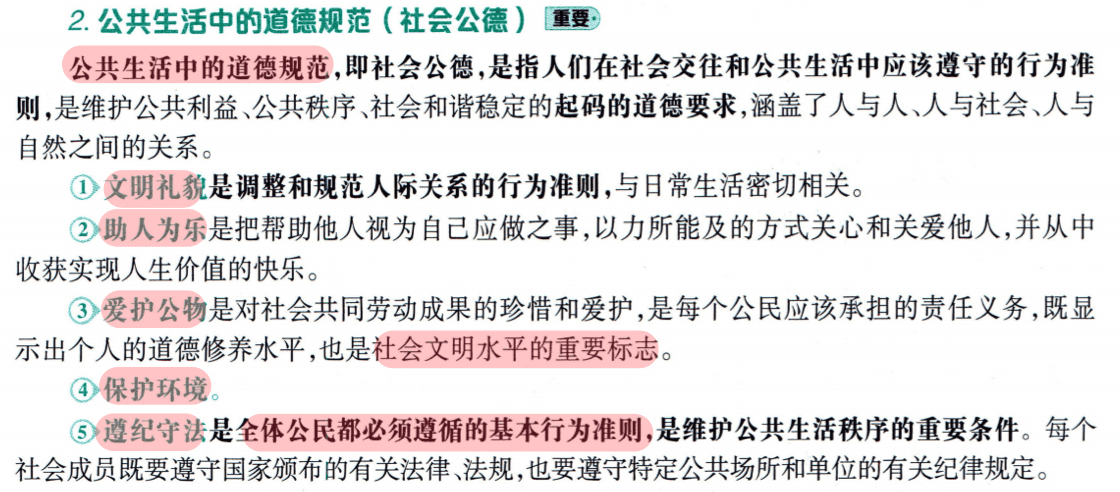 2. 公共生活中的道德规范（社会公德） 重要
公共生活中的道德规范，即社会公德，是指人们在社会交往和公共生活中应该遵守的行为准
则，是维护公共利益、公共秩序、社会和谐稳定的起码的道德要求，涵盖了人与人、人与社会、人与
自然之间的关系。
①文明礼貌是调整和规范人际关系的行为准则，与日常生活密切相关。
②助人为乐是把帮助他人视为自己应做之事，以力所能及的方式关心和关爱他人，并从中
收获实现人生价值的快乐。
③爱护公物是对社会共同劳动成果的珍惜和爱护，是每个公民应该承担的责任义务，既显
示出个人的道德修养水平，也是社会文明水平的重要标志。
④保护环境。
⑤遵纪守法是全体公民都必须遵循的基本行为准则，是维护公共生活秩序的重要条件。每个
社会成员既要遵守国家颁布的有关法律、法规，也要遵守特定公共场所和单位的有关纪律规定。